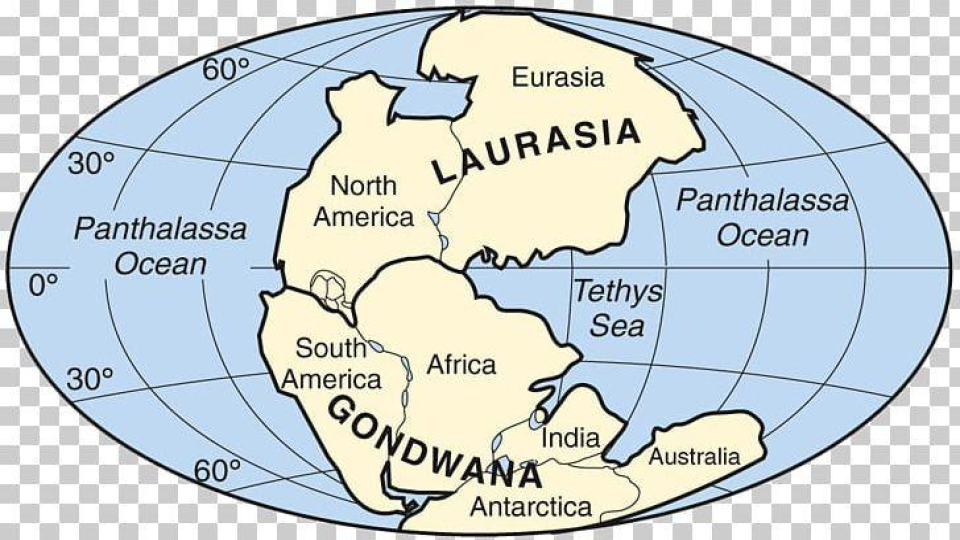 60°
Eurasia
LAURASIA
30°
North
America
Panthalassa
Ocean
Panthalassa
Ocean
0°
Tethys
Sea
South
America
Africa
30°
GONDWANA
India
Australia
60°
Antarctica